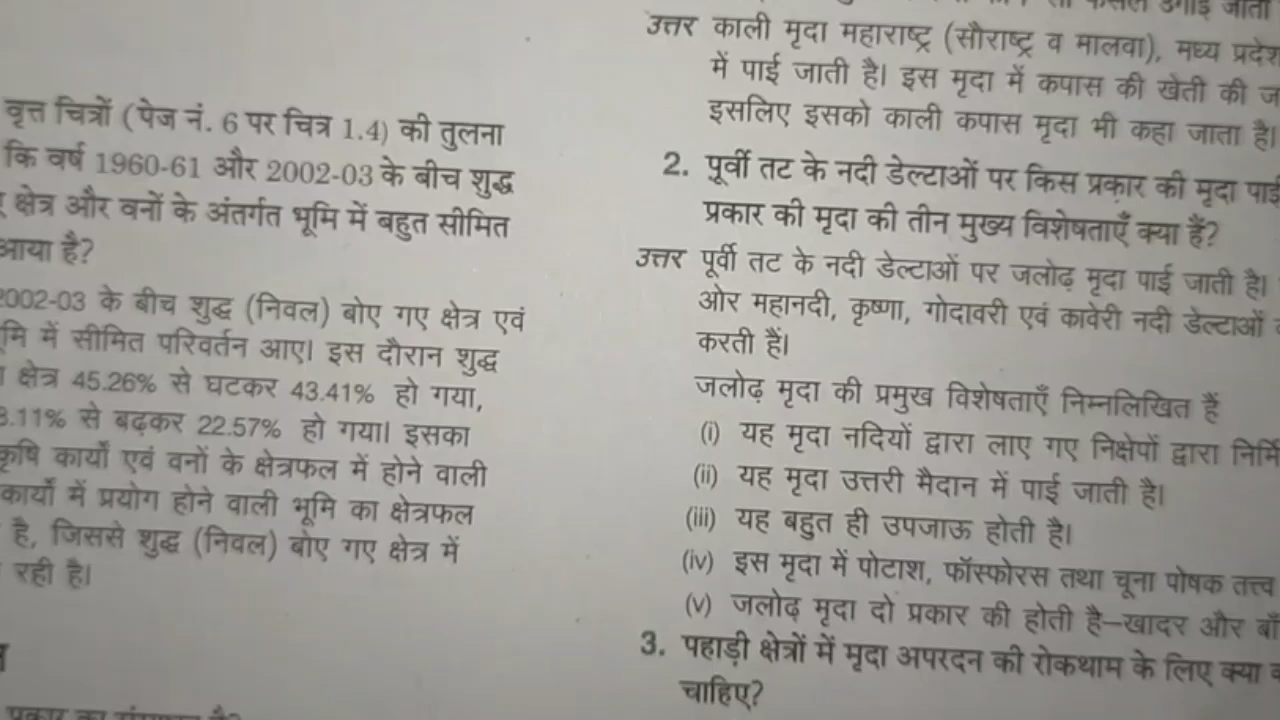 वृत्त चित्रों (पेज नं. 6 पर चित्र 1.4) की तुलना
कि वर्ष 1960-61 और 2002-03 के बीच शुद्ध
क्षेत्र और वनों के अंतर्गत भूमि में बहुत सीमित
आया है?
2002-03 के बीच शुद्ध (निवल) बोए गए क्षेत्र एवं
में सीमित परिवर्तन आए। इस दौरान शुद्ध
क्षेत्र 45.26% से घटकर 43.41% हो गया,
.11% से बढ़कर 22.57% हो गया। इसका
कृषि कार्यों एवं वनों के क्षेत्रफल में होने वाली
कार्यों में प्रयोग होने वाली भूमि का क्षेत्रफल
है, जिससे शुद्ध (निवल) बोए गए क्षेत्र में
रही है।
उत्तर काली मृदा महाराष्ट्र (सौराष्ट्र व मालवा), मध्य प्रदेश
में पाई जाती है। इस मृदा में कपास की खेती की
इसलिए इसको काली कपास मृदा भी कहा जाता है।
2. पूर्वी तट के नदी डेल्टाओं पर किस प्रकार की मृदा पाई
प्रकार की मृदा की तीन मुख्य विशेषताएँ क्या हैं?
उत्तर पूर्वी तट के नदी डेल्टाओं पर जलोढ़ मृदा पाई जाती है।
ओर महानदी, कृष्णा, गोदावरी एवं कावेरी नदी डेल्टाओं
करती हैं।
जलोढ़ मृदा की प्रमुख विशेषताएँ निम्नलिखित हैं
(i) यह मृदा नदियों द्वारा लाए गए निक्षेपों द्वारा निर्मि
(ii) यह मृदा उत्तरी मैदान में पाई जाती है।
(iii) यह बहुत ही उपजाऊ होती है।
(iv) इस मृदा में पोटाश, फॉस्फोरस तथा चूना पोषक तत्त्व
(v) जलोढ़ मृदा दो प्रकार की होती है—खादर और बाँ
3. पहाड़ी क्षेत्रों में मृदा अपरदन की रोकथाम के लिए क्या
चाहिए?